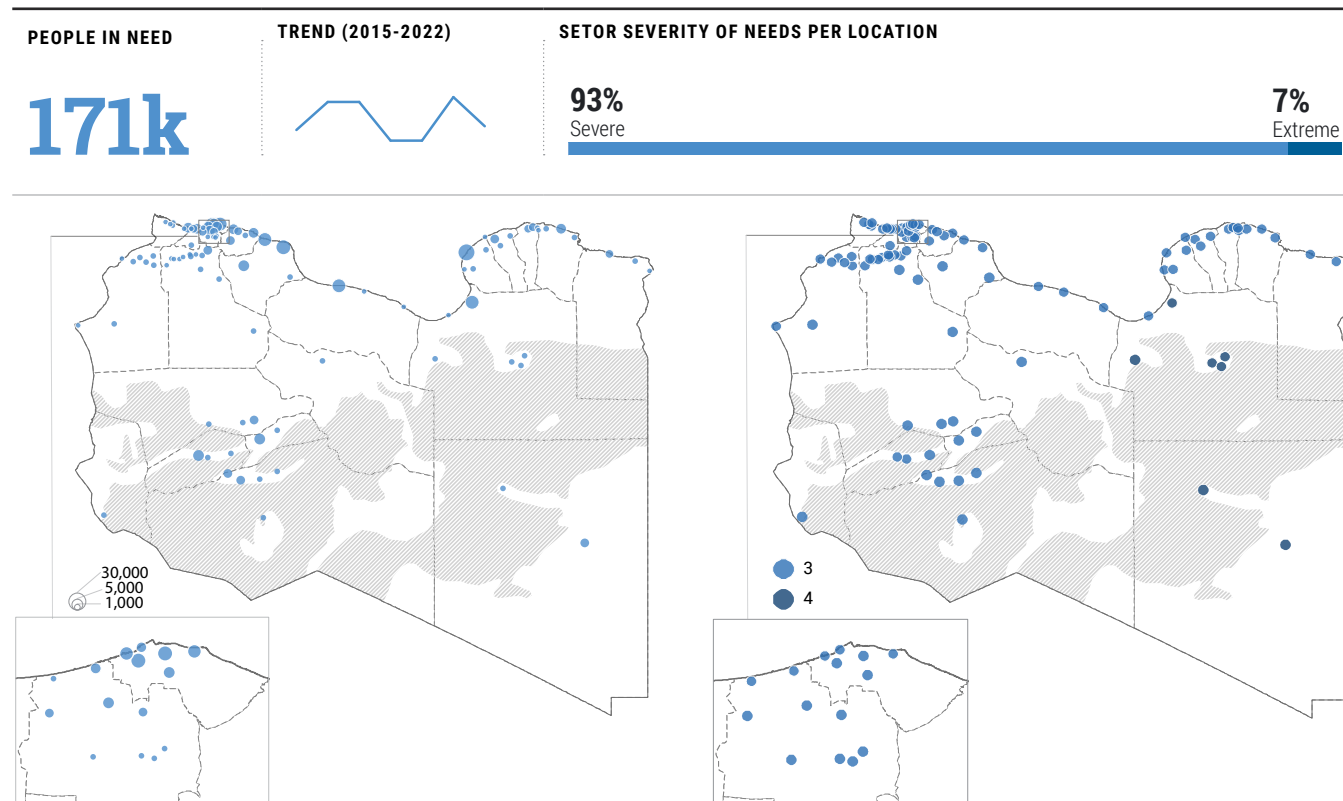 PEOPLE IN NEED
171k
TREND (2015-2022)
SETOR SEVERITY OF NEEDS PER LOCATION
93%
Severe
7%
Extreme
30,000
5,000
1,000
3
4